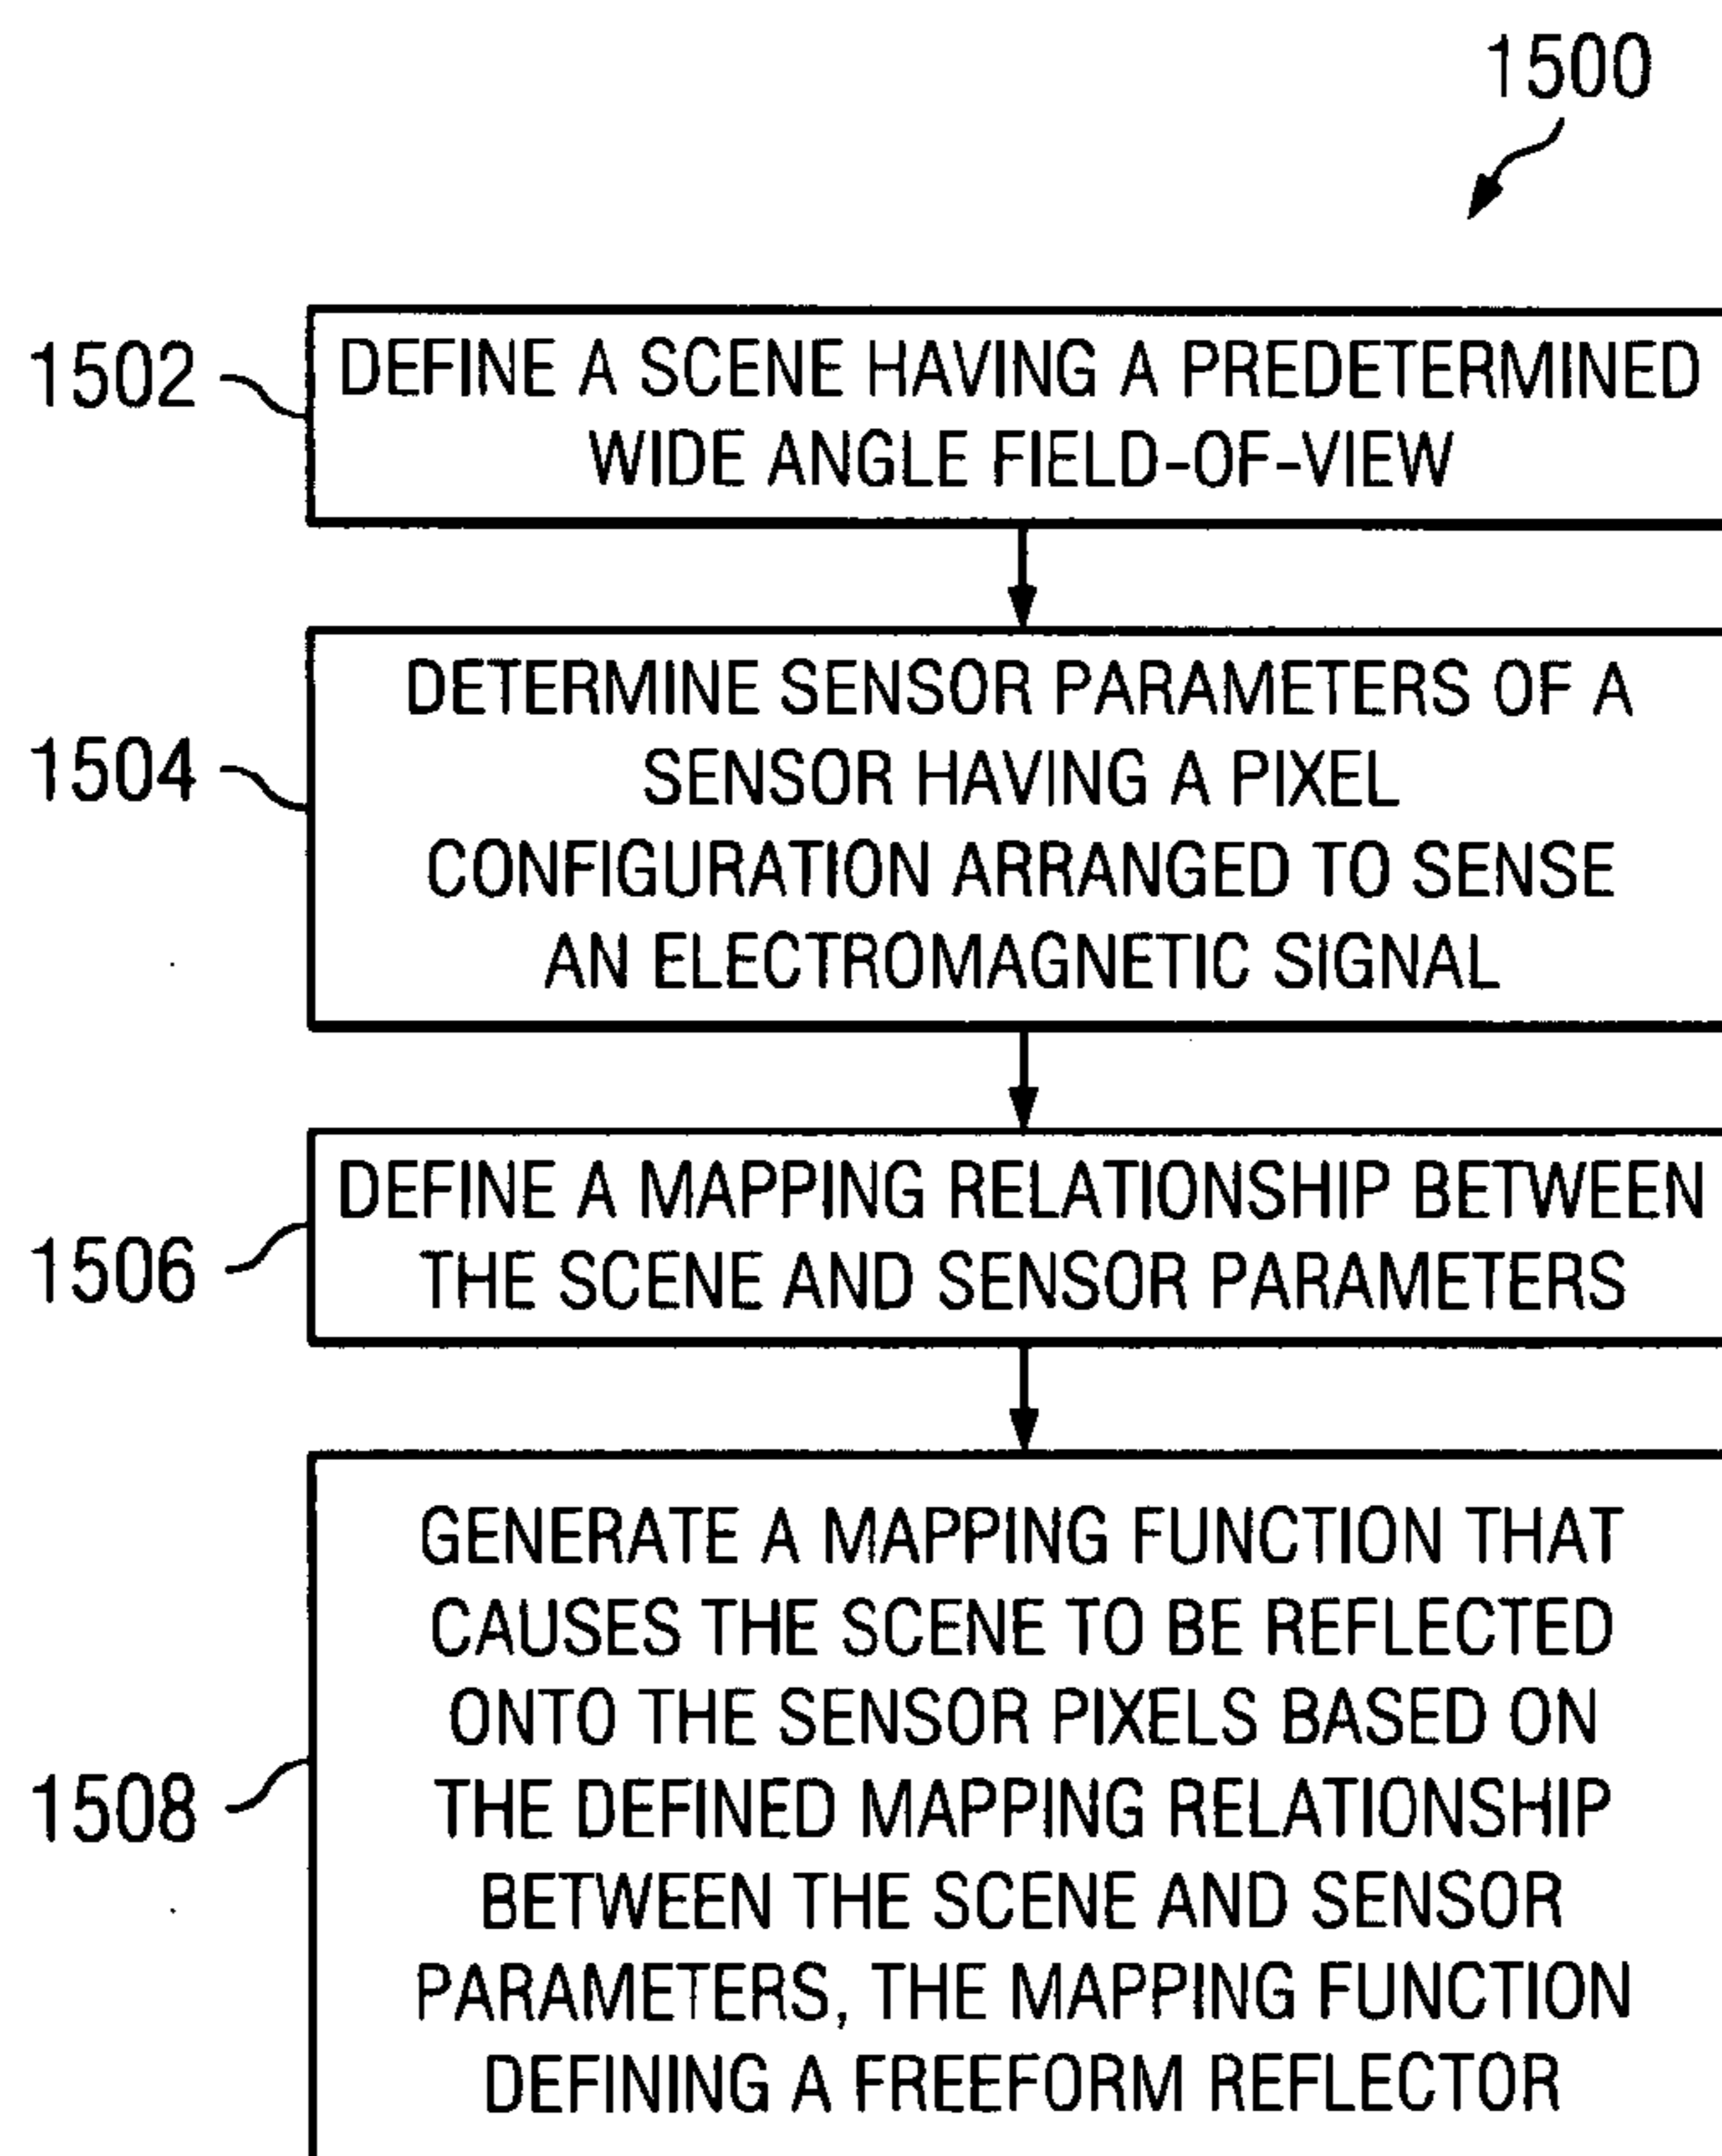 1500
1502
DEFINE A SCENE HAVING A PREDETERMINED
WIDE ANGLE FIELD-OF-VIEW
1504
DETERMINE SENSOR PARAMETERS OF A
SENSOR HAVING A PIXEL
CONFIGURATION ARRANGED TO SENSE
AN ELECTROMAGNETIC SIGNAL
1506
DEFINE A MAPPING RELATIONSHIP BETWEEN
THE SCENE AND SENSOR PARAMETERS
1508
GENERATE A MAPPING FUNCTION THAT
CAUSES THE SCENE TO BE REFLECTED
ONTO THE SENSOR PIXELS BASED ON
THE DEFINED MAPPING RELATIONSHIP
BETWEEN THE SCENE AND SENSOR
PARAMETERS, THE MAPPING FUNCTION
DEFINING A FREEFORM REFLECTOR